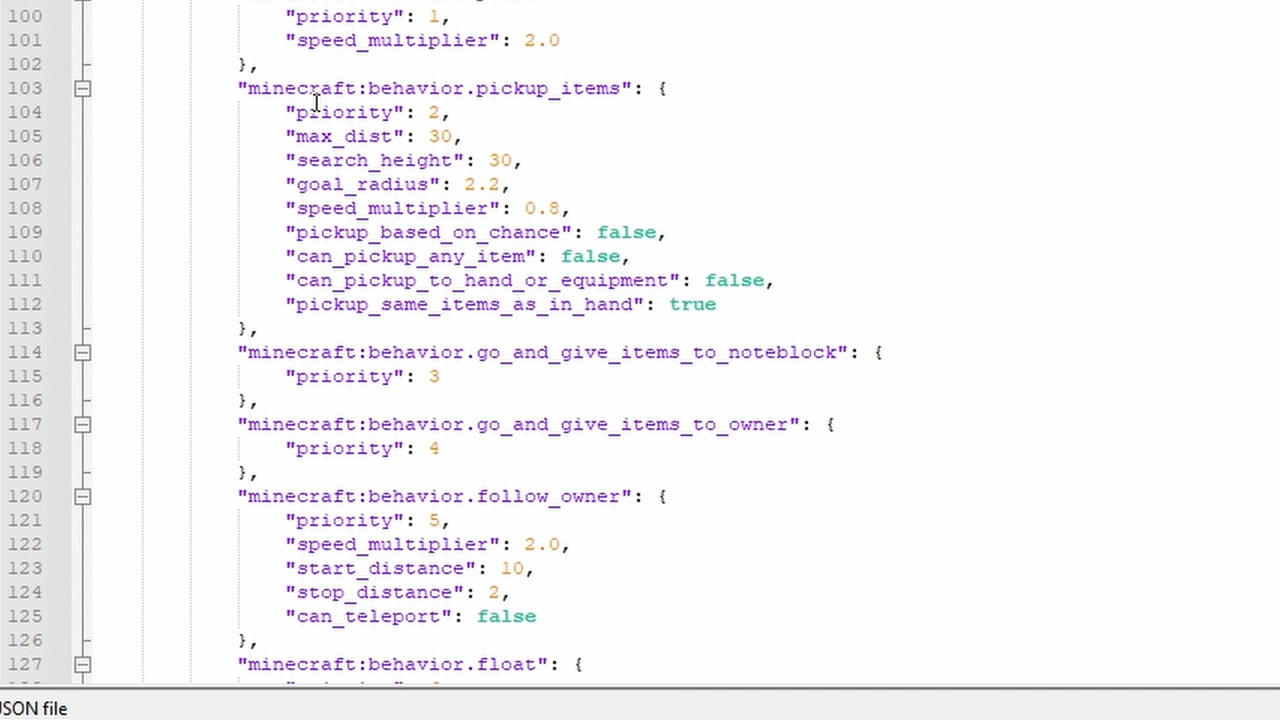 100 "priority": 1,
101 "speed_multiplier": 2.0
102 },
103 "minecraft:behavior.pickup_items": {
104 "priority": 2,
105 "max_dist": 30,
106 "search_height": 30,
107 "goal_radius": 2.2,
108 "speed_multiplier": 0.8,
109 "pickup_based_on_chance": false,
110 "can_pickup_any_item": false,
111 "can_pickup_to_hand_or_equipment": false,
112 "pickup_same_items_as_in_hand": true
113 },
114 "minecraft:behavior.go_and_give_items_to_noteblock": {
115 "priority": 3
116 },
117 "minecraft:behavior.go_and_give_items_to_owner": {
118 "priority": 4
119 },
120 "minecraft:behavior.follow_owner": {
121 "priority": 5,
122 "speed_multiplier": 2.0,
123 "start_distance": 10,
124 "stop_distance": 2,
125 "can_teleport": false
126 },
127 "minecraft:behavior.float": {
JSON file